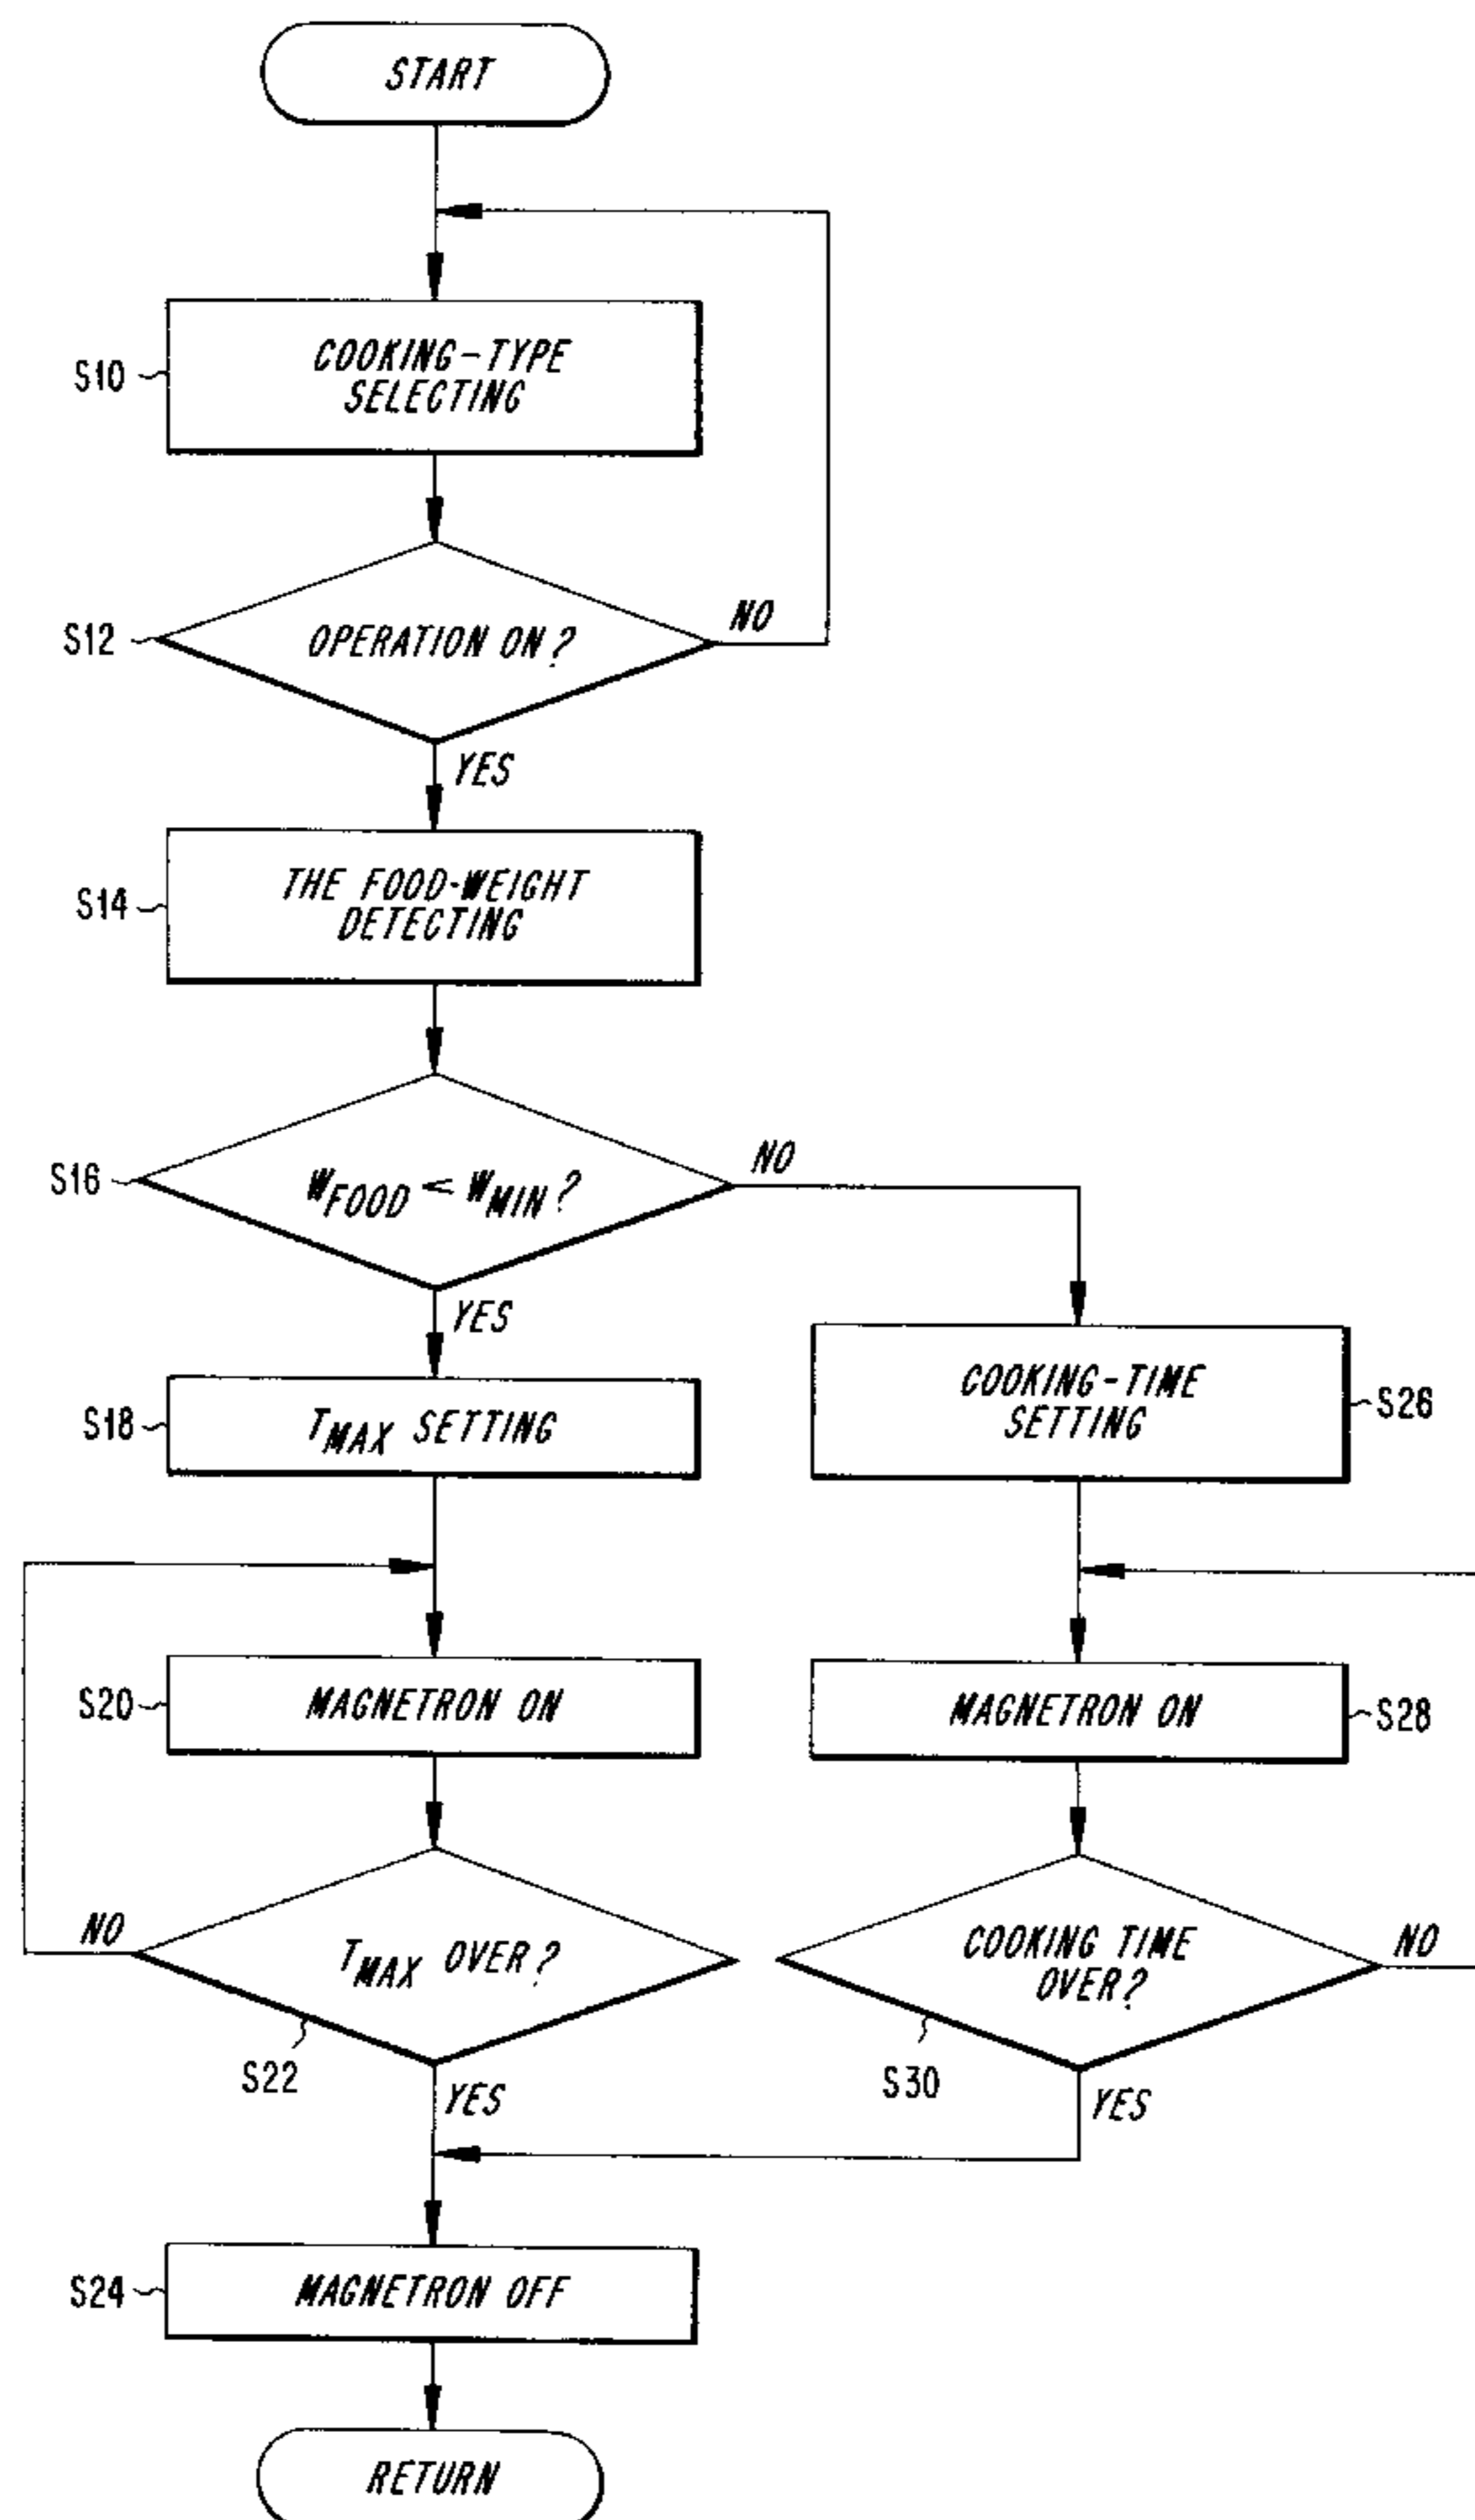 START
COOKING-TYPE
SELECTING
S10
OPERATION ON?
S12
NO
YES
THE FOOD-WEIGHT
DETECTING
S14
WFOOD < WMIN?
S16
NO
YES
TMAX SETTING
S18
COOKING-TIME
SETTING
S26
MAGNETRON ON
S20
MAGNETRON ON
S28
TMAX OVER?
NO
S22
YES
COOKING TIME
OVER?
NO
S30
YES
MAGNETRON OFF
S24
RETURN